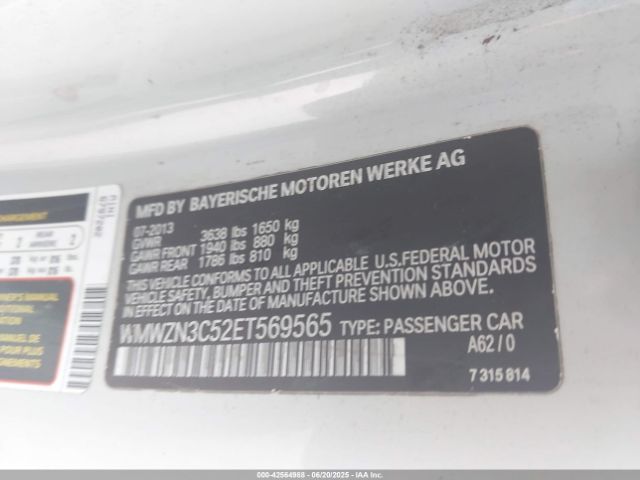 MFD BY BAYERISCHE MOTOREN WERKE AG
07-2013
GVWR 3638 lbs 1650 kg
GAWR FRONT 1940 lbs 880 kg
GAWR REAR 1786 lbs 810 kg
THIS VEHICLE CONFORMS TO ALL APPLICABLE U.S.FEDERAL MOTOR
VEHICLE SAFETY, BUMPER AND THEFT PREVENTION STANDARDS
IN EFFECT ON THE DATE OF MANUFACTURE SHOWN ABOVE.
WMWZN3C52ET569565 TYPE: PASSENGER CAR
A62 / 0
7 315 814
REAR
2
000-42564968 06/20/2025 IAA Inc.